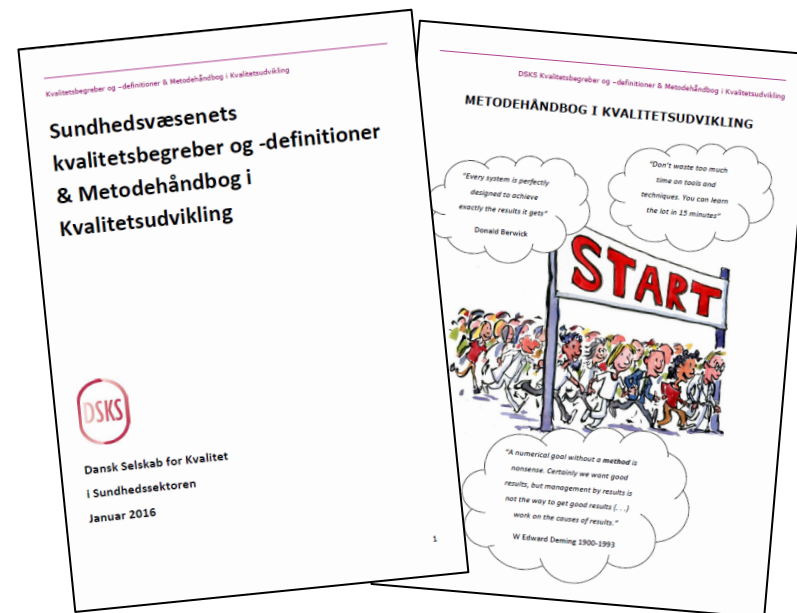 Kvalitetsbegreber og –definitioner & Metodehåndbog i Kvalitetsudvikling
Sundhedsvæsenets
kvalitetsbegreber og -definitioner
& Metodehåndbog i
Kvalitetsudvikling
DSKS
Dansk Selskab for Kvalitet
i Sundhedssektoren
Januar 2016
1
DSKS Kvalitetsbegreber og –definitioner & Metodehåndbog i Kvalitetsudvikling
METODEHÅNDBOG I KVALITETSUDVIKLING
"Every system is perfectly
designed to achieve
exactly the results it gets"
Donald Berwick
"Don't waste too much
time on tools and
techniques. You can learn
the lot in 15 minutes"
START
"A numerical goal without a method is
nonsense. Certainly we want good
results, but management by results is
not the way to get good results (...)
work on the causes of results."
W Edward Deming 1900-1993